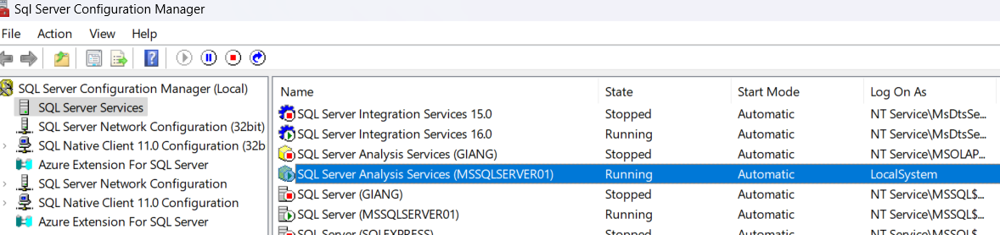 Sql Server Configuration Manager
File Action View Help
SQL Server Configuration Manager (Local)
SQL Server Services
SQL Server Network Configuration (32bit)
SQL Native Client 11.0 Configuration (32b
Azure Extension For SQL Server
SQL Server Network Configuration
SQL Native Client 11.0 Configuration
Azure Extension For SQL Server
Name State Start Mode Log On As
SQL Server Integration Services 15.0 Stopped Automatic NT Service\MsDtsSe...
SQL Server Integration Services 16.0 Running Automatic NT Service\MsDtsSe...
SQL Server Analysis Services (GIANG) Stopped Automatic NT Service\MSOLAP...
SQL Server Analysis Services (MSSQLSERVER01) Running Automatic LocalSystem
SQL Server (GIANG) Stopped Automatic NT Service\MSSQL$...
SQL Server (MSSQLSERVER01) Running Automatic NT Service\MSSQL$...
SQL Server (SQLEXPRESS) Stopped Automatic NT Service\MSSQL$...